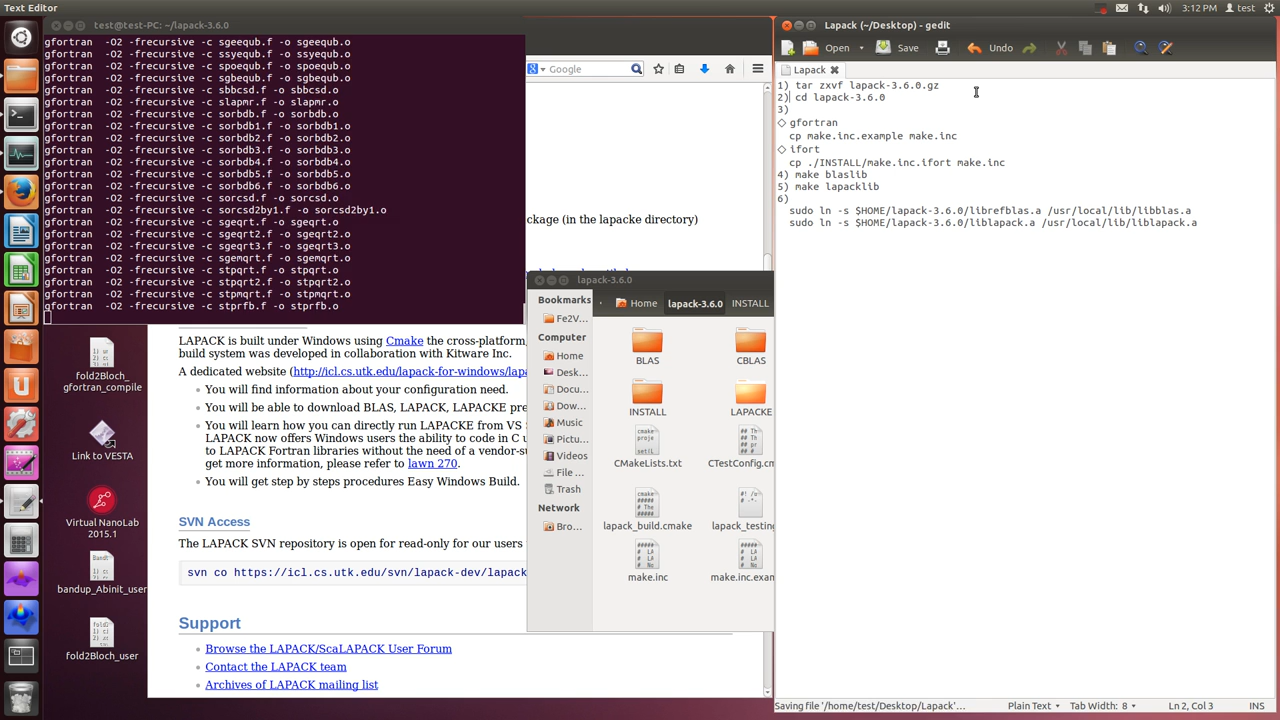 Text Editor
3:12 PM
test
test@test-PC: ~/lapack-3.6.0
gfortran  -O2 -frecursive -c sgeequb.f -o sgeequb.o
gfortran  -O2 -frecursive -c ssyequb.f -o ssyequb.o
gfortran  -O2 -frecursive -c spoequb.f -o spoequb.o
gfortran  -O2 -frecursive -c sgbequb.f -o sgbequb.o
gfortran  -O2 -frecursive -c sbbcsd.f -o sbbcsd.o
gfortran  -O2 -frecursive -c slapmr.f -o slapmr.o
gfortran  -O2 -frecursive -c sorbdb.f -o sorbdb.o
gfortran  -O2 -frecursive -c sorbdb1.f -o sorbdb1.o
gfortran  -O2 -frecursive -c sorbdb2.f -o sorbdb2.o
gfortran  -O2 -frecursive -c sorbdb3.f -o sorbdb3.o
gfortran  -O2 -frecursive -c sorbdb4.f -o sorbdb4.o
gfortran  -O2 -frecursive -c sorbdb5.f -o sorbdb5.o
gfortran  -O2 -frecursive -c sorbdb6.f -o sorbdb6.o
gfortran  -O2 -frecursive -c sorcsd.f -o sorcsd.o
gfortran  -O2 -frecursive -c sorcsd2by1.f -o sorcsd2by1.o
gfortran  -O2 -frecursive -c sgeqrt.f -o sgeqrt.o
gfortran  -O2 -frecursive -c sgeqrt2.f -o sgeqrt2.o
gfortran  -O2 -frecursive -c sgeqrt3.f -o sgeqrt3.o
gfortran  -O2 -frecursive -c sgemqrt.f -o sgemqrt.o
gfortran  -O2 -frecursive -c stpqrt.f -o stpqrt.o
gfortran  -O2 -frecursive -c stpqrt2.f -o stpqrt2.o
gfortran  -O2 -frecursive -c stpmqrt.f -o stpmqrt.o
gfortran  -O2 -frecursive -c stprfb.f -o stprfb.o
Google
ckage (in the lapacke directory)
LAPACK is built under Windows using Cmake the cross-platform,
build system was developed in collaboration with Kitware Inc.
A dedicated website (http://icl.cs.utk.edu/lapack-for-windows/lapa
You will find information about your configuration need.
You will be able to download BLAS, LAPACK, LAPACKE pre
You will learn how you can directly run LAPACKE from VS
LAPACK now offers Windows users the ability to code in C u
to LAPACK Fortran libraries without the need of a vendor-su
get more information, please refer to lawn 270.
You will get step by steps procedures Easy Windows Build.
SVN Access
The LAPACK SVN repository is open for read-only for our users
svn co https://icl.cs.utk.edu/svn/lapack-dev/lapack
Support
Browse the LAPACK/ScaLAPACK User Forum
Contact the LAPACK team
Archives of LAPACK mailing list
fold2Bloch_
gfortran_compile
Link to VESTA
Virtual NanoLab
2015.1
bandup_Abinit_user
fold2Bloch_user
lapack-3.6.0
Bookmarks
Fe2V...
Computer
Home
Desk...
Docu...
Dow...
Music
Pictu...
Videos
File ...
Trash
Network
Bro...
Home
lapack-3.6.0
INSTALL
BLAS
CBLAS
INSTALL
LAPACKE
CMakeLists.txt
CTestConfig.cm
lapack_build.cmake
lapack_testing
make.inc
make.inc.exam
Lapack (~/Desktop) - gedit
Open
Save
Undo
Lapack
1) tar zxvf lapack-3.6.0.gz
2) cd lapack-3.6.0
3)
◇ gfortran
cp make.inc.example make.inc
◇ ifort
cp ./INSTALL/make.inc.ifort make.inc
4) make blaslib
5) make lapacklib
6)
sudo ln -s $HOME/lapack-3.6.0/librefblas.a /usr/local/lib/libblas.a
sudo ln -s $HOME/lapack-3.6.0/liblapack.a /usr/local/lib/liblapack.a
Saving file '/home/test/Desktop/Lapack'...
Plain Text
Tab Width: 8
Ln 2, Col 3
INS